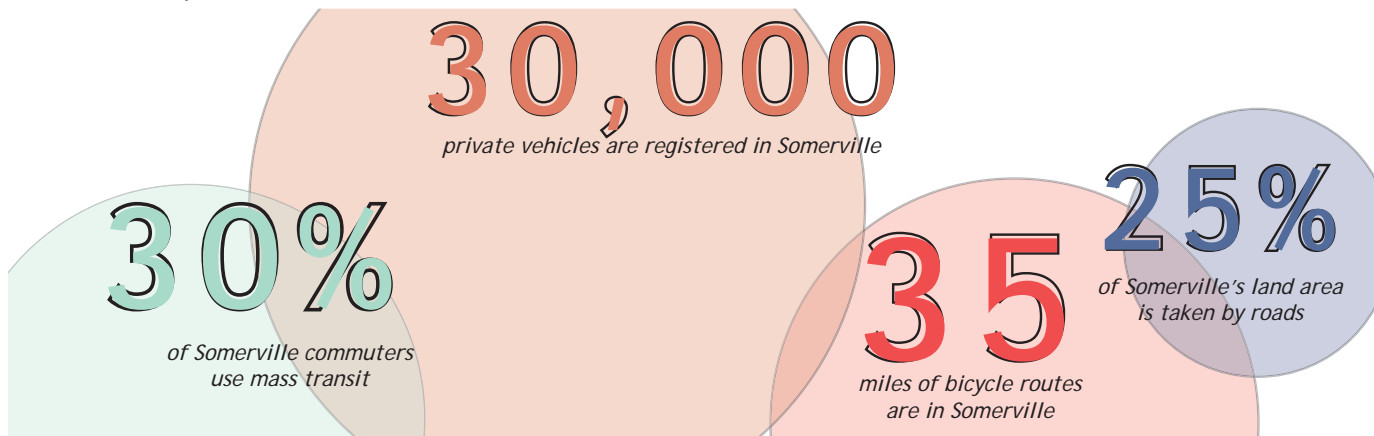 30,000
private vehicles are registered in Somerville
30%
of Somerville commuters
use mass transit
35
miles of bicycle routes
are in Somerville
25%
of Somerville's land area
is taken by roads